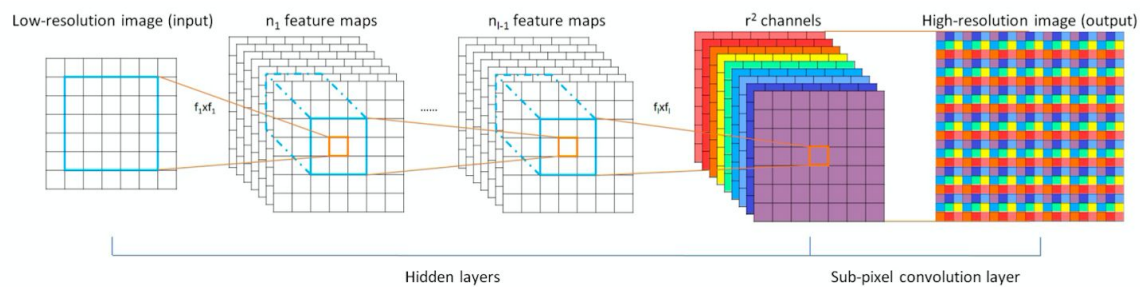 Low-resolution image (input)
n₁ feature maps
nₗ₋₁ feature maps
r² channels
High-resolution image (output)
f₁xf₁
......
fₗxfₗ
Hidden layers
Sub-pixel convolution layer